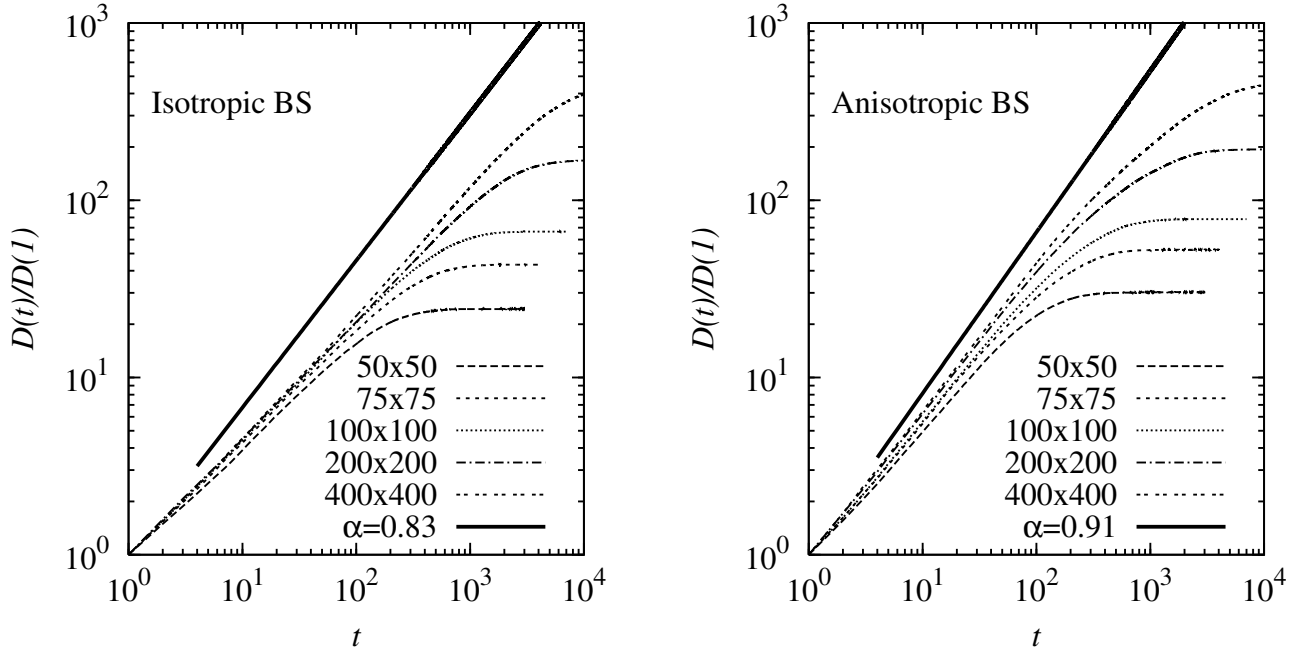 Isotropic BS
D(t)/D(1)
10^3
10^2
10^1
10^0
50x50
75x75
100x100
200x200
400x400
α=0.83
10^0 10^1 10^2 10^3 10^4
t
Anisotropic BS
D(t)/D(1)
10^3
10^2
10^1
10^0
50x50
75x75
100x100
200x200
400x400
α=0.91
10^0 10^1 10^2 10^3 10^4
t